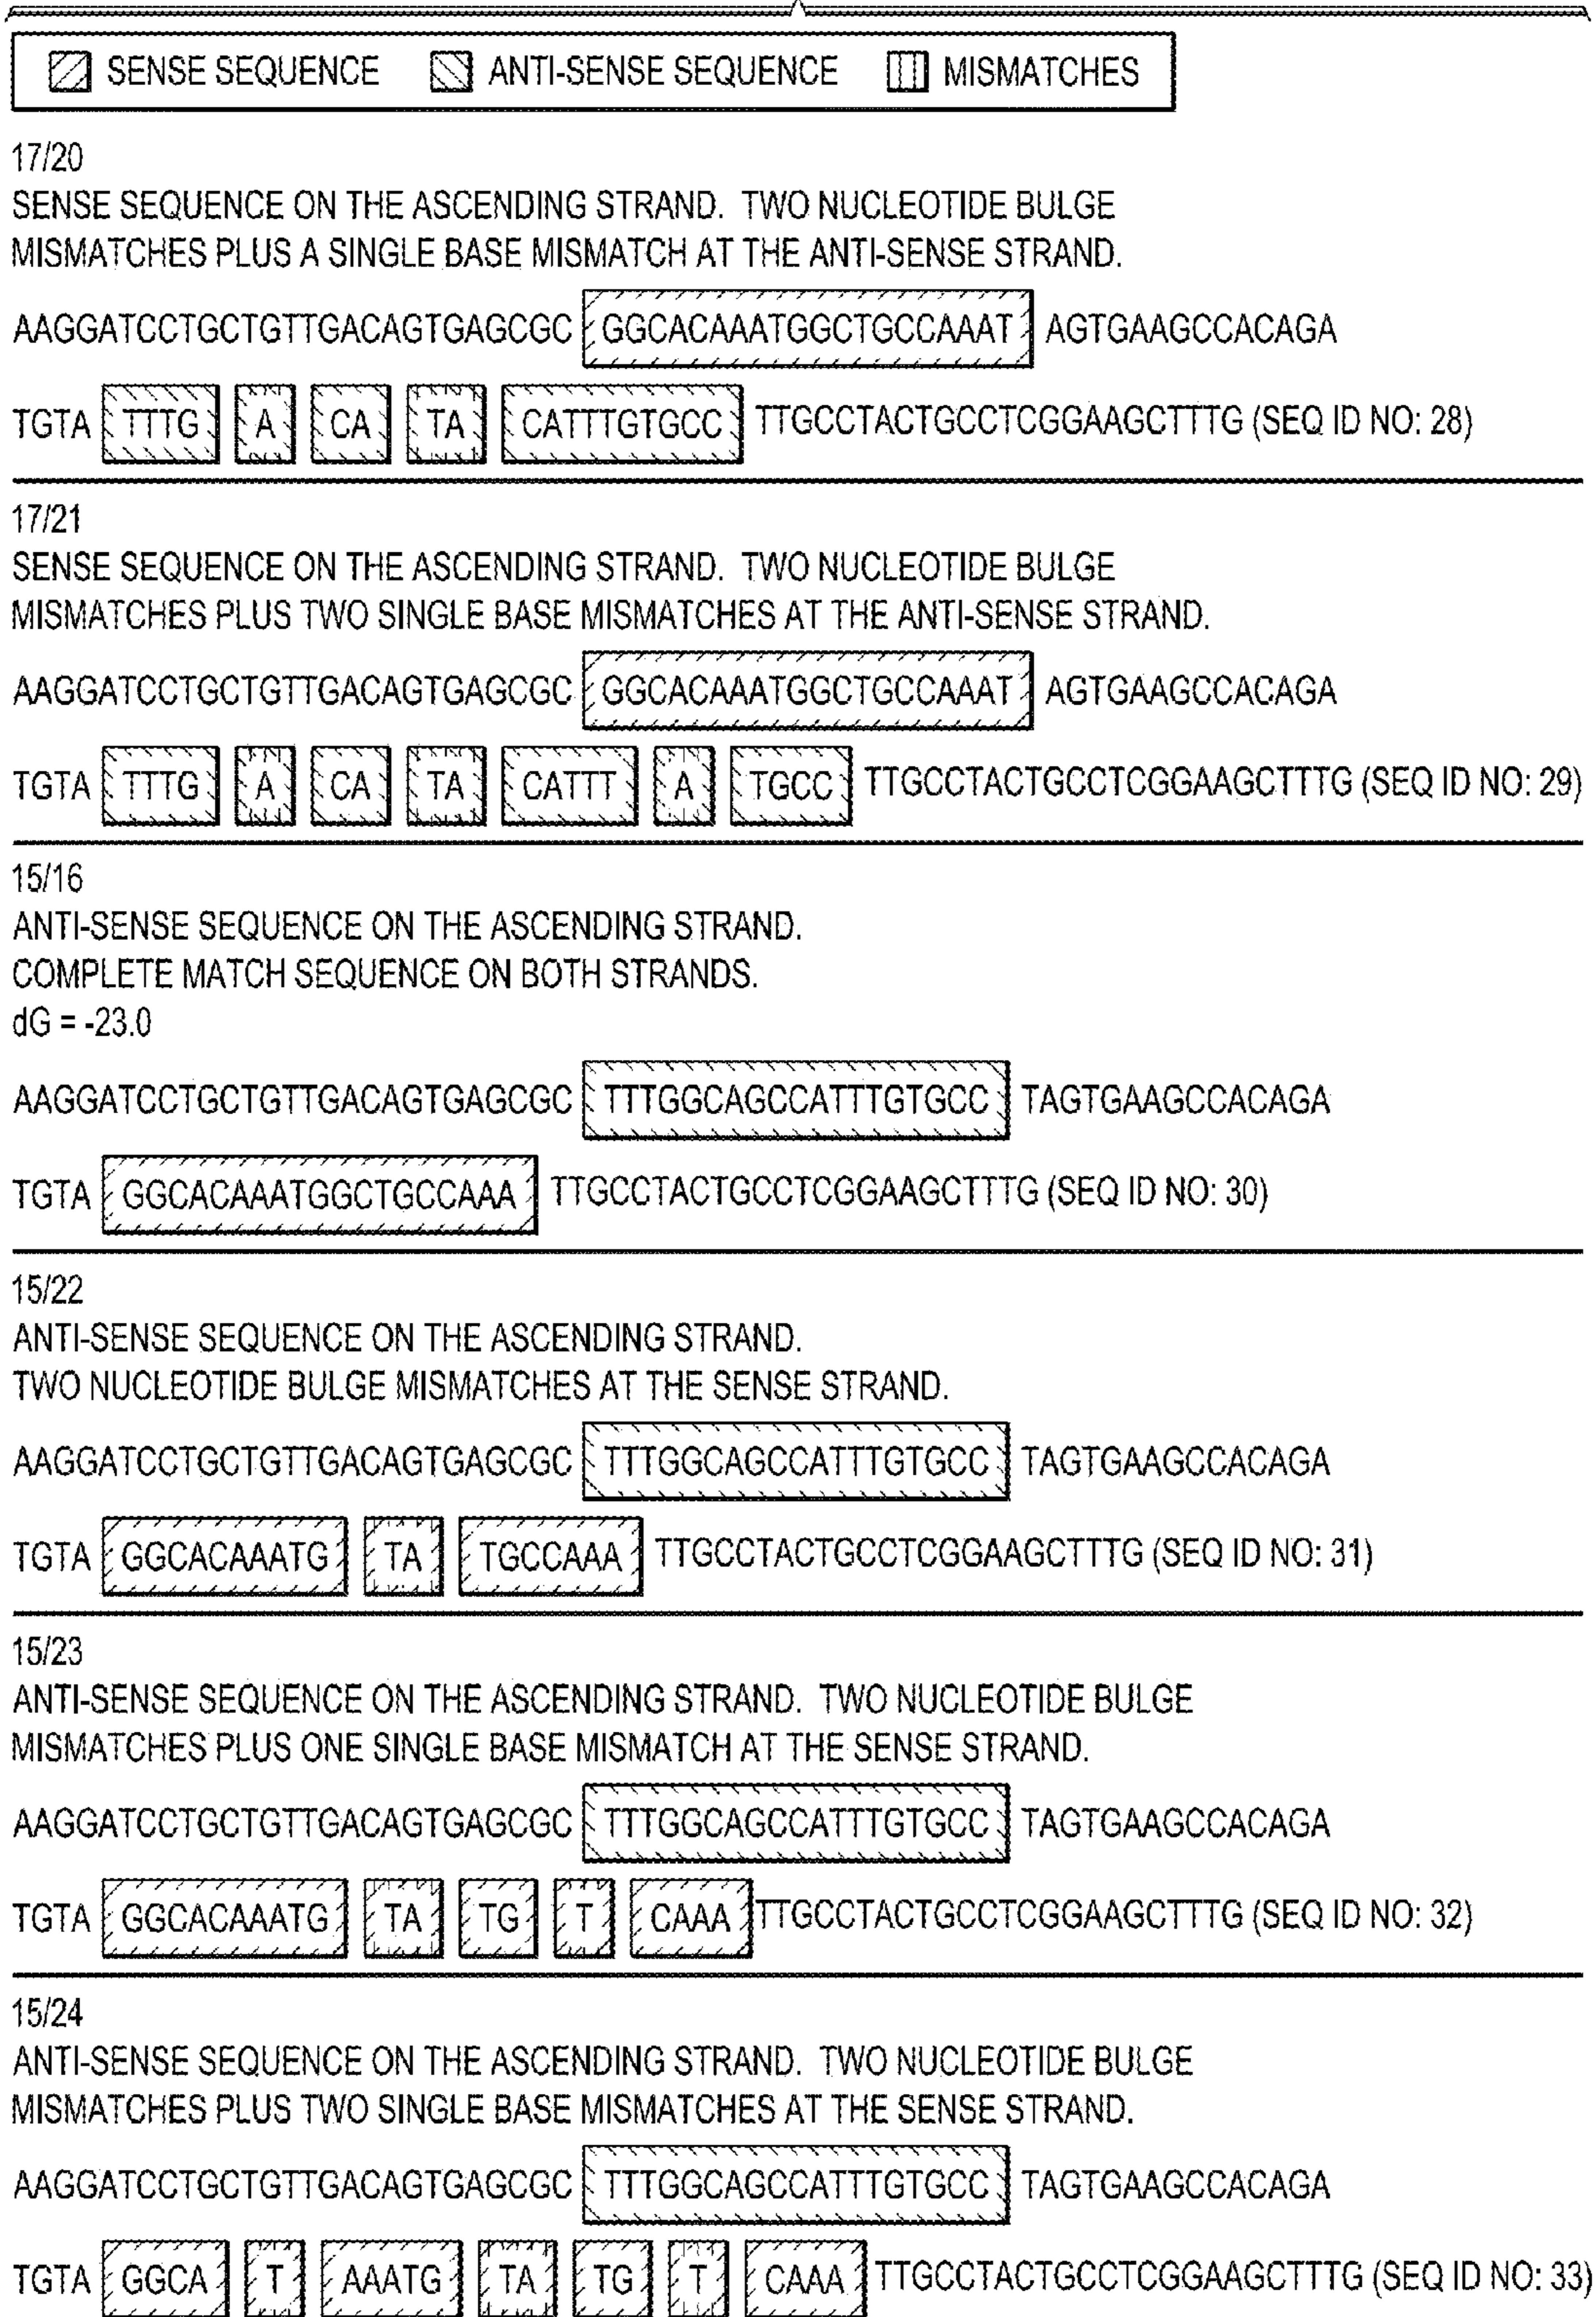 SENSE SEQUENCE ANTI-SENSE SEQUENCE MISMATCHES
17/20
SENSE SEQUENCE ON THE ASCENDING STRAND. TWO NUCLEOTIDE BULGE
MISMATCHES PLUS A SINGLE BASE MISMATCH AT THE ANTI-SENSE STRAND.
AAGGATCCTGCTGTTGACAGTGAGCGC GGCACAAATGGCTGCCAAAT AGTGAAGCCACAGA
TGTA TTTG A CA TA CATTTGTGCC TTGCCTACTGCCTCGGAAGCTTTG (SEQ ID NO: 28)
17/21
SENSE SEQUENCE ON THE ASCENDING STRAND. TWO NUCLEOTIDE BULGE
MISMATCHES PLUS TWO SINGLE BASE MISMATCHES AT THE ANTI-SENSE STRAND.
AAGGATCCTGCTGTTGACAGTGAGCGC GGCACAAATGGCTGCCAAAT AGTGAAGCCACAGA
TGTA TTTG A CA TA CATTT A TGCC TTGCCTACTGCCTCGGAAGCTTTG (SEQ ID NO: 29)
15/16
ANTI-SENSE SEQUENCE ON THE ASCENDING STRAND.
COMPLETE MATCH SEQUENCE ON BOTH STRANDS.
dG = -23.0
AAGGATCCTGCTGTTGACAGTGAGCGC TTTGGCAGCCATTTGTGCC TAGTGAAGCCACAGA
TGTA GGCACAAATGGCTGCCAAA TTGCCTACTGCCTCGGAAGCTTTG (SEQ ID NO: 30)
15/22
ANTI-SENSE SEQUENCE ON THE ASCENDING STRAND.
TWO NUCLEOTIDE BULGE MISMATCHES AT THE SENSE STRAND.
AAGGATCCTGCTGTTGACAGTGAGCGC TTTGGCAGCCATTTGTGCC TAGTGAAGCCACAGA
TGTA GGCACAAATG TA TGCCAAA TTGCCTACTGCCTCGGAAGCTTTG (SEQ ID NO: 31)
15/23
ANTI-SENSE SEQUENCE ON THE ASCENDING STRAND. TWO NUCLEOTIDE BULGE
MISMATCHES PLUS ONE SINGLE BASE MISMATCH AT THE SENSE STRAND.
AAGGATCCTGCTGTTGACAGTGAGCGC TTTGGCAGCCATTTGTGCC TAGTGAAGCCACAGA
TGTA GGCACAAATG TA TG T CAAA TTGCCTACTGCCTCGGAAGCTTTG (SEQ ID NO: 32)
15/24
ANTI-SENSE SEQUENCE ON THE ASCENDING STRAND. TWO NUCLEOTIDE BULGE
MISMATCHES PLUS TWO SINGLE BASE MISMATCHES AT THE SENSE STRAND.
AAGGATCCTGCTGTTGACAGTGAGCGC TTTGGCAGCCATTTGTGCC TAGTGAAGCCACAGA
TGTA GGCA T AAATG TA TG T CAAA TTGCCTACTGCCTCGGAAGCTTTG (SEQ ID NO: 33)